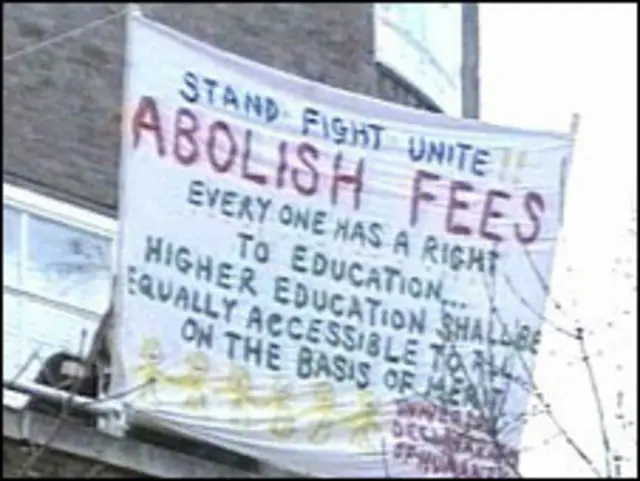 STAND FIGHT UNITE !!
ABOLISH FEES
EVERY ONE HAS A RIGHT
TO EDUCATION...
HIGHER EDUCATION SHALL BE
EQUALLY ACCESSIBLE TO ALL
ON THE BASIS OF MERIT
UNIVERSAL
DECLARATION
OF HUMAN